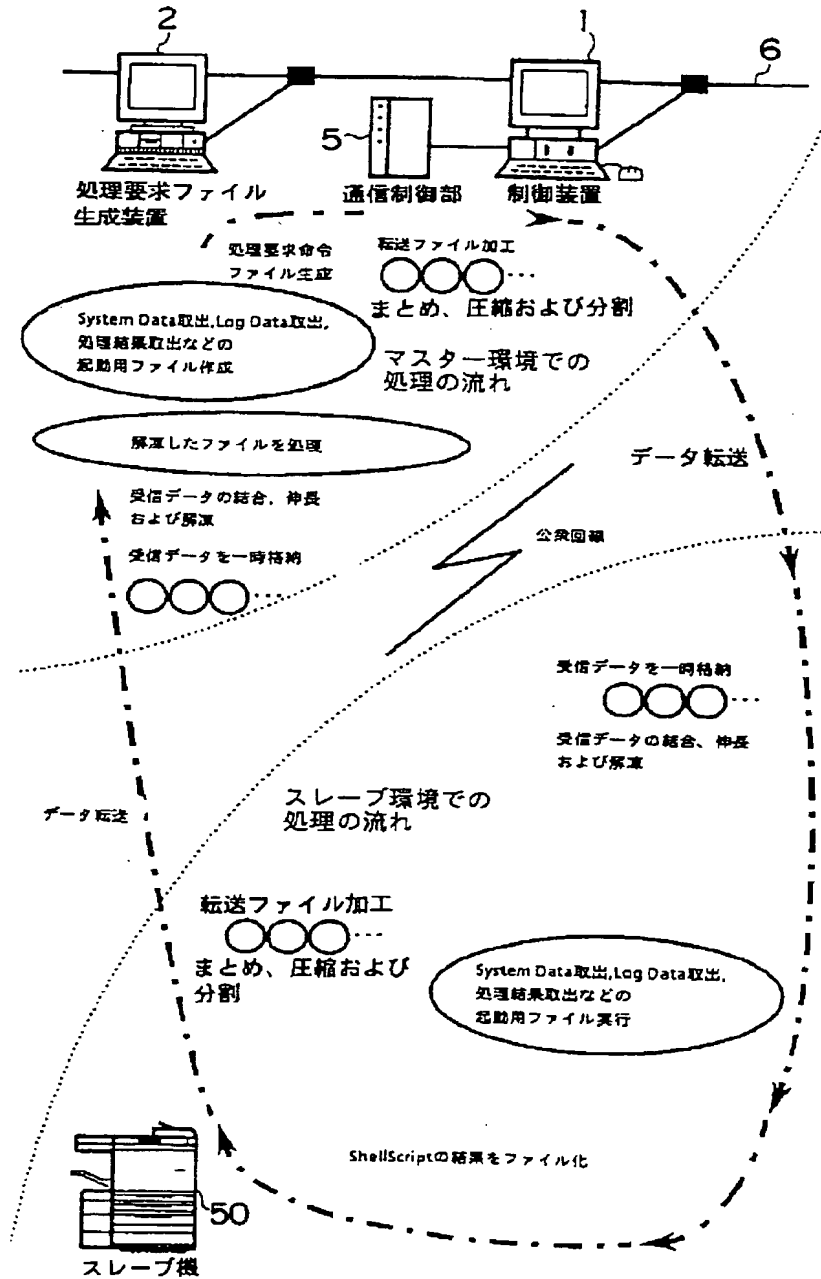 2
1
6
5
処理要求ファイル
生成装置
通信制御部
制御装置
処理要求命令
ファイル生成
転送ファイル加工
…
まとめ、圧縮および分割
System Data取出,Log Data取出,
処理結果取出などの
起動用ファイル作成
マスター環境での
処理の流れ
解凍したファイルを処理
データ転送
受信データの結合、伸長
および解凍
公衆回線
受信データを一時格納
…
受信データを一時格納
…
受信データの結合、伸長
および解凍
スレーブ環境での
処理の流れ
データ転送
転送ファイル加工
…
まとめ、圧縮および
分割
System Data取出,Log Data取出,
処理結果取出などの
起動用ファイル実行
ShellScriptの結果をファイル化
50
スレーブ機